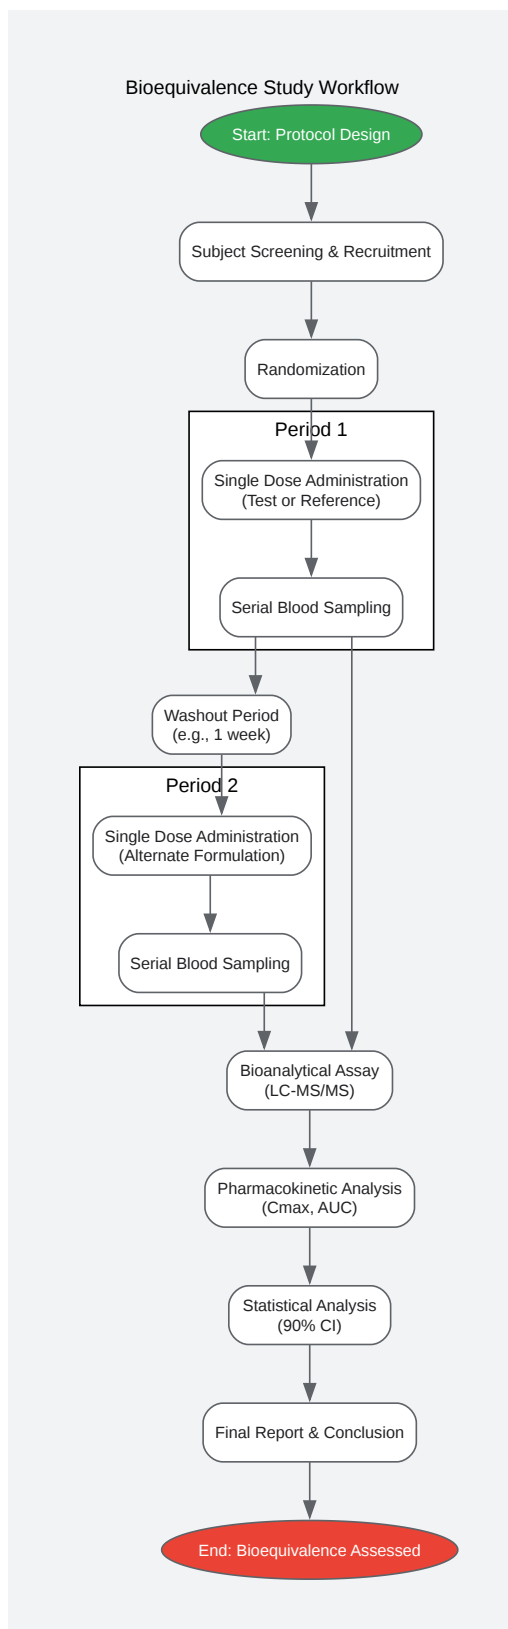 Bioequivalence Study Workflow
Start: Protocol Design
Subject Screening & Recruitment
Randomization
Period 1
Single Dose Administration
(Test or Reference)
Serial Blood Sampling
Washout Period
(e.g., 1 week)
Period 2
Single Dose Administration
(Alternate Formulation)
Serial Blood Sampling
Bioanalytical Assay
(LC-MS/MS)
Pharmacokinetic Analysis
(Cmax, AUC)
Statistical Analysis
(90% CI)
Final Report & Conclusion
End: Bioequivalence Assessed